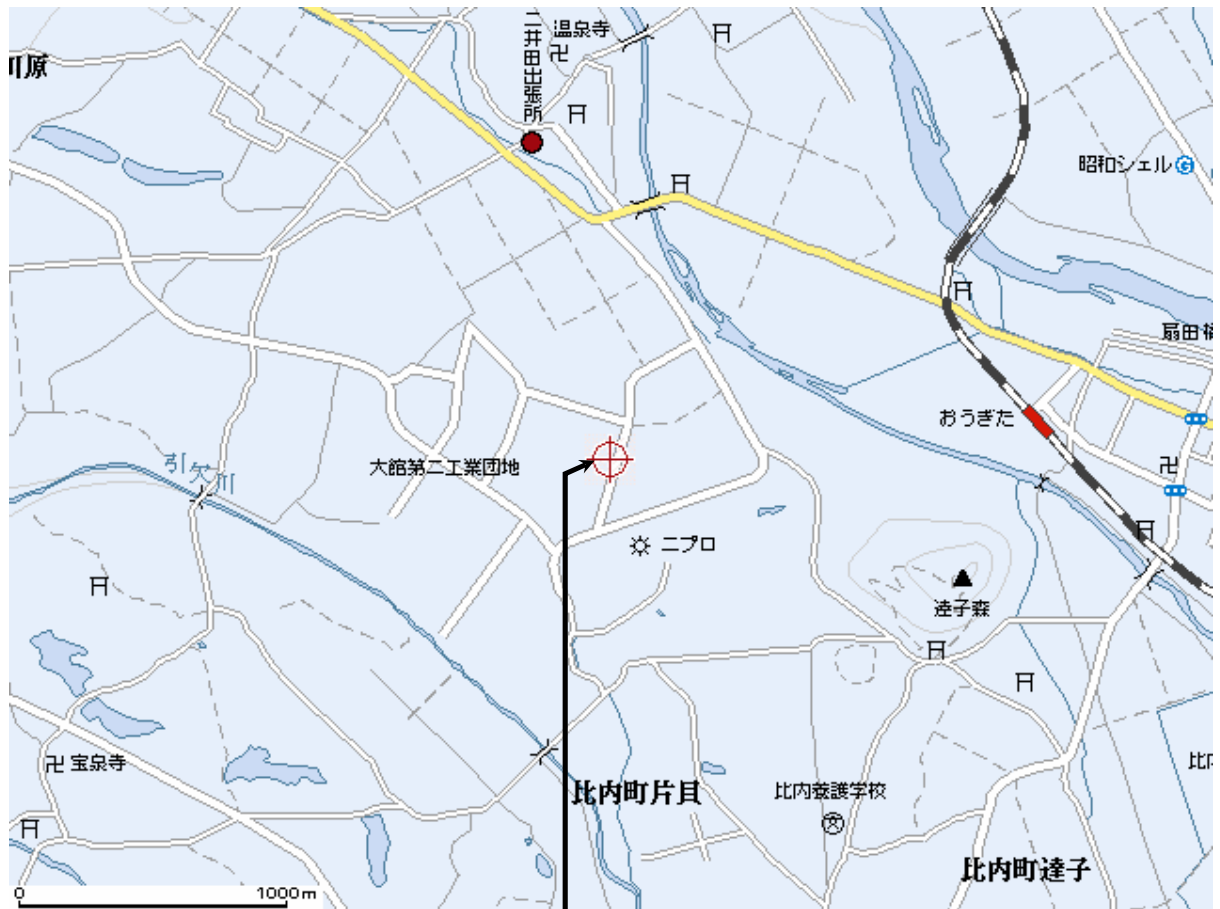 温泉寺
二井田出張所
川原
昭和シェル
G
扇田橋
おうぎた
引欠川
大館第二工業団地
ニプロ
達子森
宝泉寺
比内町片貝
比内養護学校
文
比内
比内町達子
0 1000m